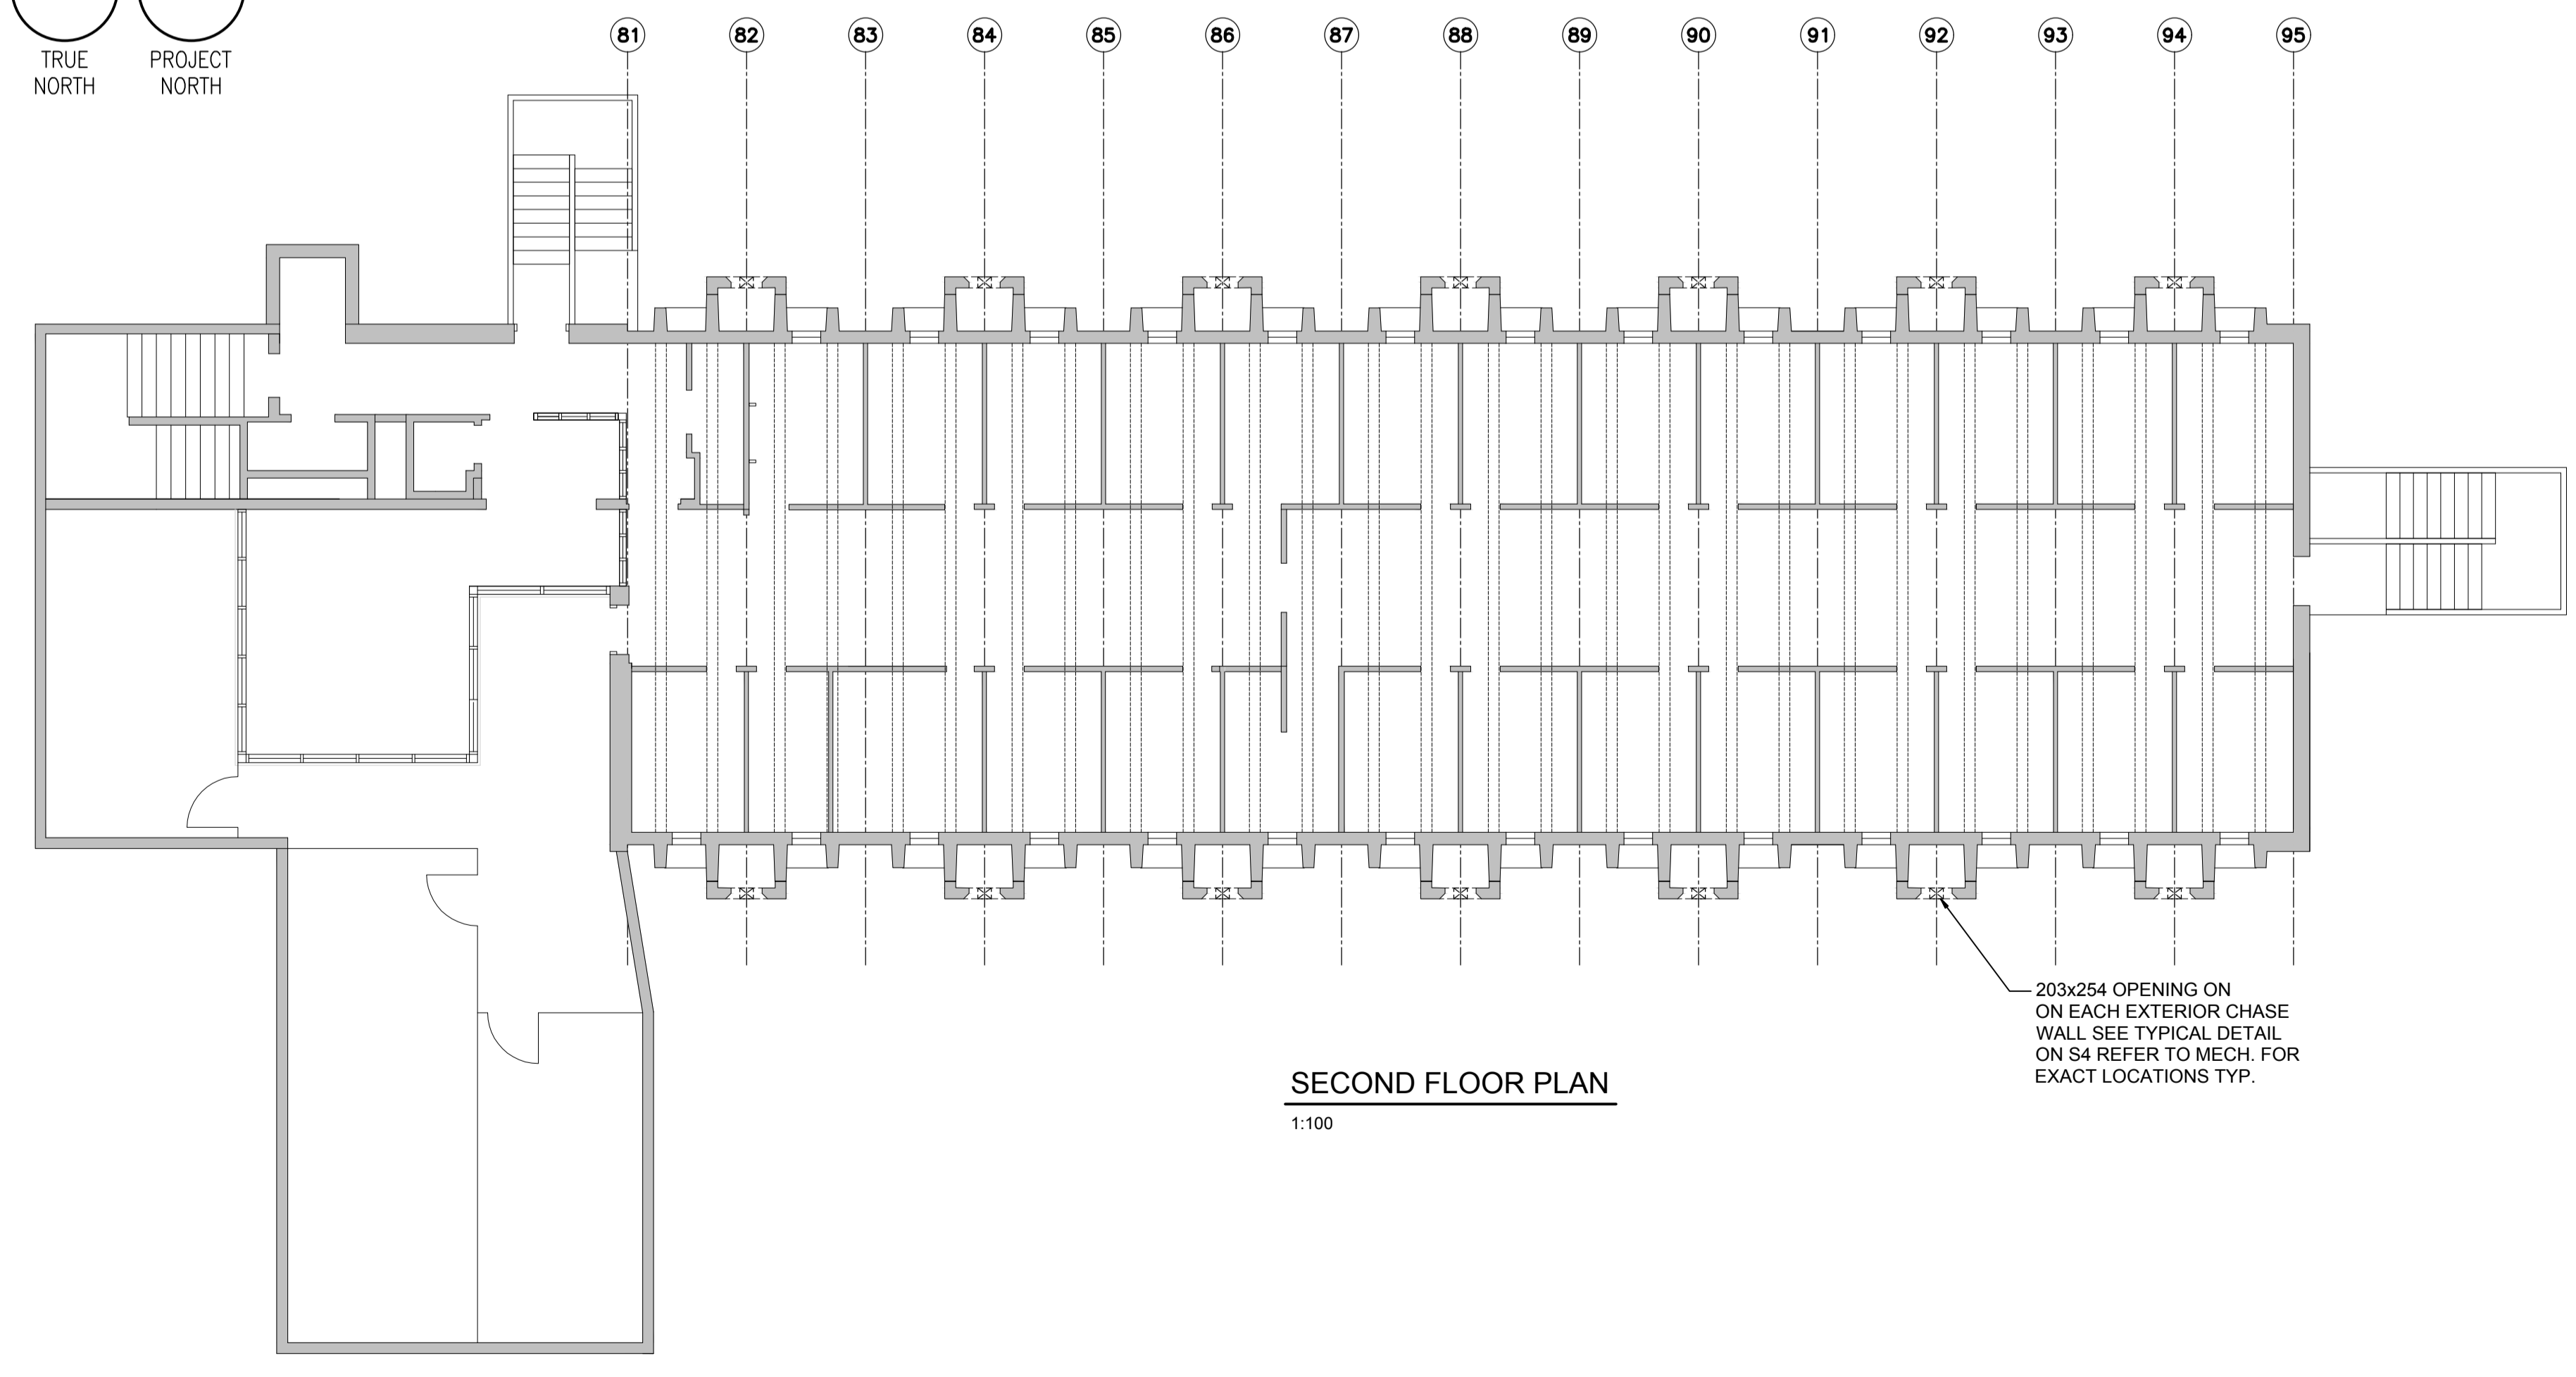 TRUE
NORTH
PROJECT
NORTH
81 82 83 84 85 86 87 88 89 90 91 92 93 94 95
203x254 OPENING ON
ON EACH EXTERIOR CHASE
WALL SEE TYPICAL DETAIL
ON S4 REFER TO MECH. FOR
EXACT LOCATIONS TYP.
SECOND FLOOR PLAN
1:100